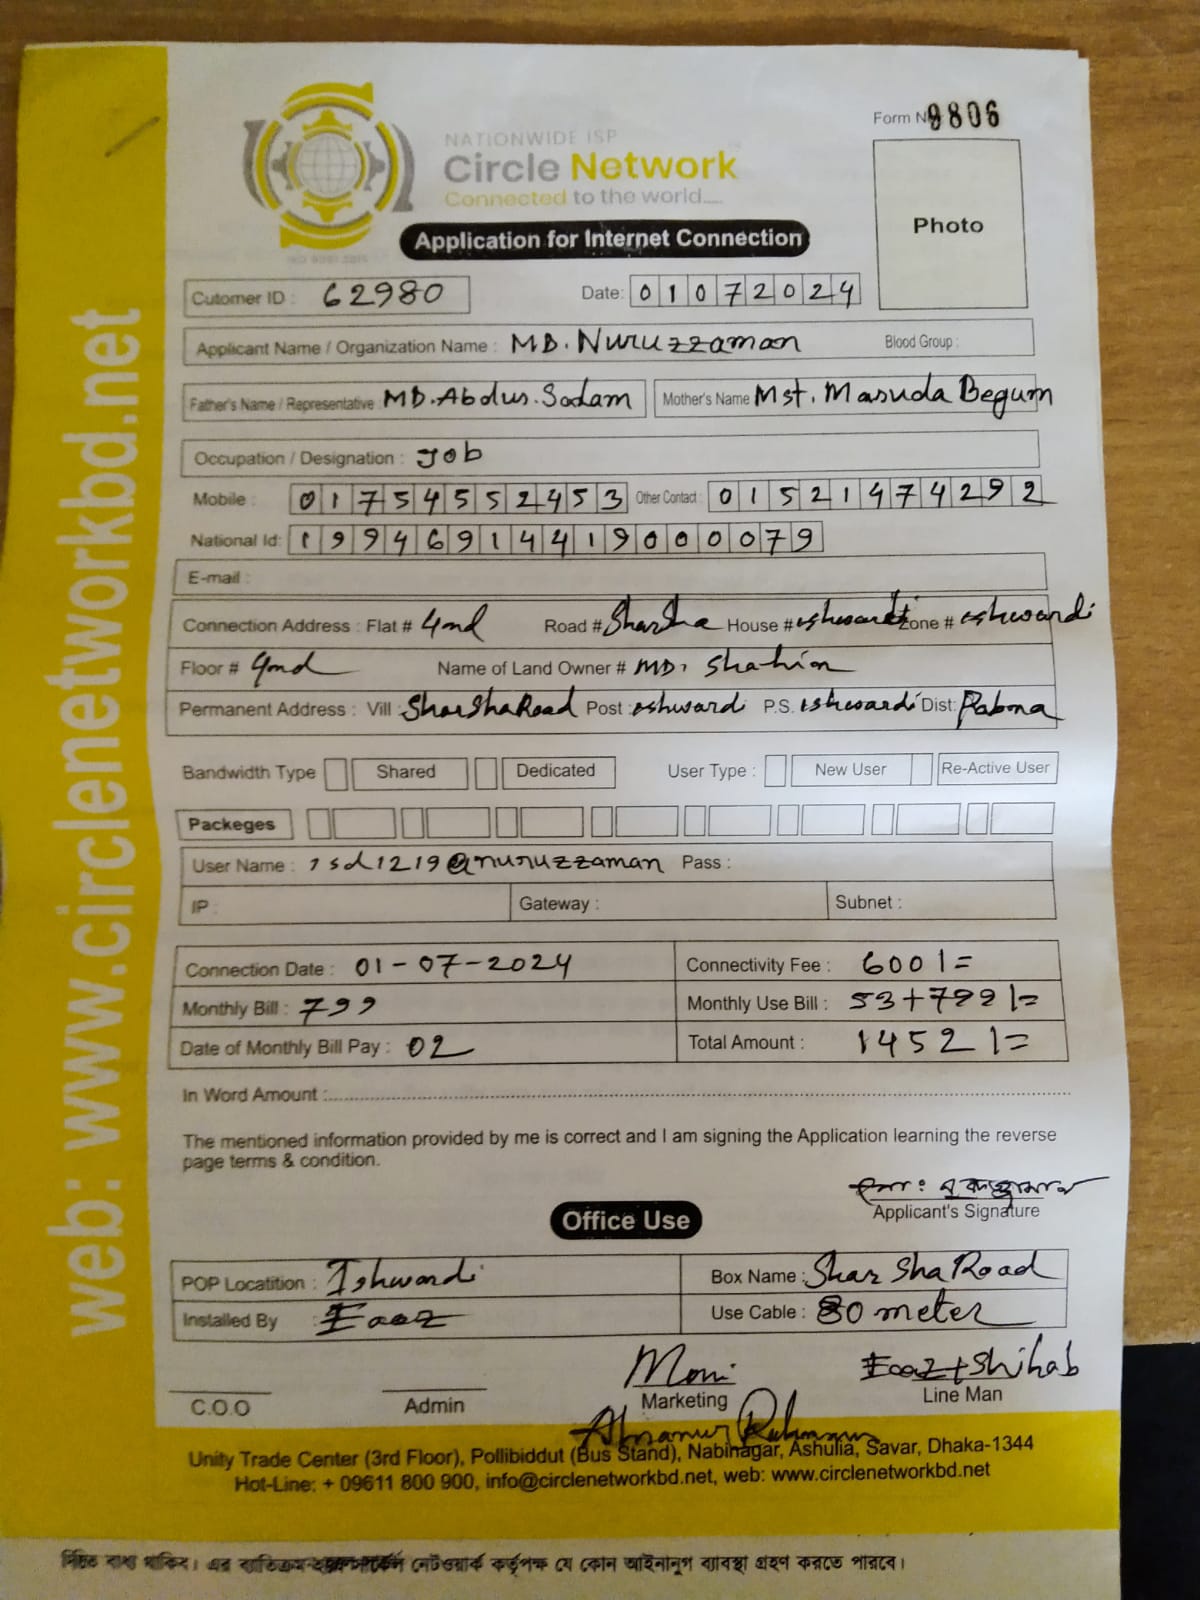 NATIONWIDE ISP
Circle Network
Connected to the world.....
Form No 9806
Photo
Application for Internet Connection
Cutomer ID : 62980 Date: 01072024
Applicant Name / Organization Name : MD. Nuruzzaman Blood Group :
Father's Name / Representative MD. Abdus. Sadam Mother's Name Mst. Masuda Begum
Occupation / Designation : Job
Mobile : 01754552453 Other Contact : 01521474292
National Id: 19946914419000079
E-mail :
Connection Address : Flat # 4nd Road # SharSha House # eshwardi Zone # eshwardi
Floor # 4nd Name of Land Owner # MD. Shahin
Permanent Address : Vill : SharSha Road Post : eshwardi P.S. ishwardi Dist: Pabna
Bandwidth Type Shared Dedicated User Type : New User Re-Active User
Packeges
User Name : isd1219@nuruzzaman Pass :
IP : Gateway : Subnet :
Connection Date : 01-07-2024 Connectivity Fee : 600/=
Monthly Bill : 799 Monthly Use Bill : 53+799/=
Date of Monthly Bill Pay : 02 Total Amount : 1452/=
In Word Amount :
The mentioned information provided by me is correct and I am signing the Application learning the reverse
page terms & condition.
Applicant's Signature
Office Use
POP Locatition : Ishwardi Box Name : Shar Sha Road
Installed By : Eaaz Use Cable : 80 meter
Moni Eaaz + Shihab
C.O.O Admin Marketing Line Man
Unity Trade Center (3rd Floor), Pollibiddut (Bus Stand), Nabinagar, Ashulia, Savar, Dhaka-1344
Hot-Line: + 09611 800 900, info@circlenetworkbd.net, web: www.circlenetworkbd.net
web: www.circlenetworkbd.net
বাধ্য থাকিব। এর ব্যতিক্রম নেটওয়ার্ক কর্তৃপক্ষ যে কোন আইনানুগ ব্যাবস্থা গ্রহণ করতে পারবে।